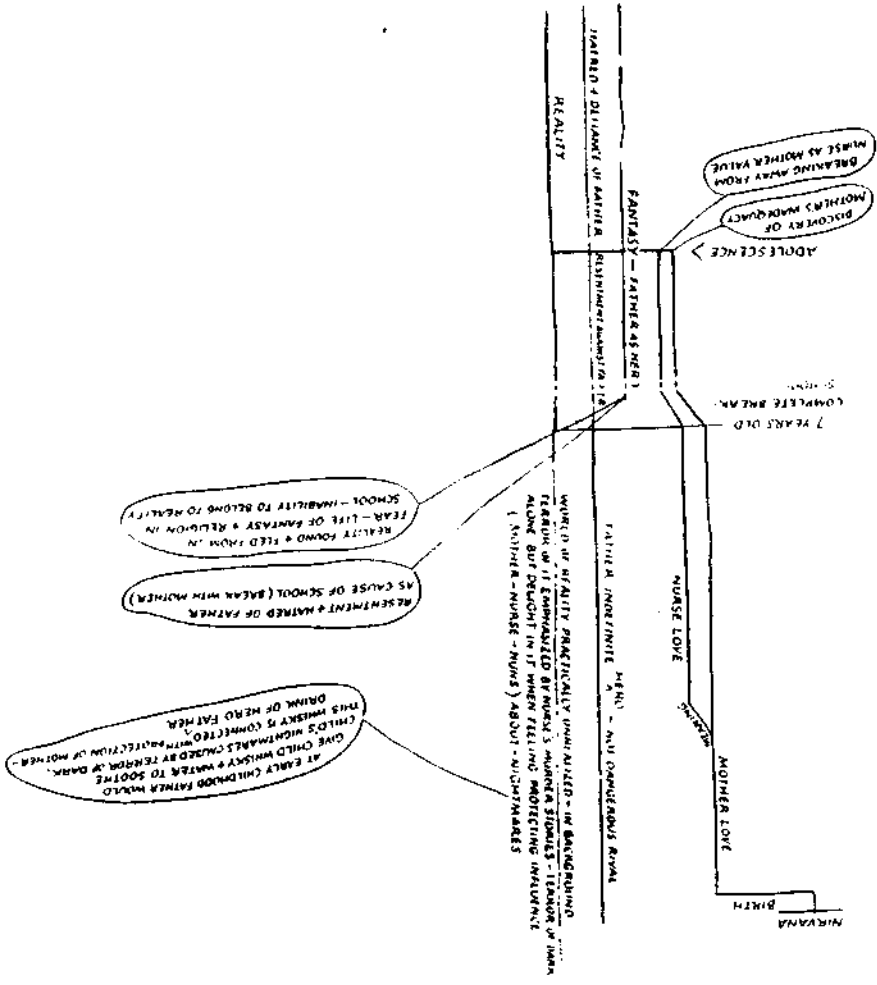 NIRVANA
BIRTH
MOTHER LOVE
WEANING
NURSE LOVE
HERO
FATHER INDEFINITE ^ – NOT DANGEROUS RIVAL
WORLD OF REALITY PRACTICALLY UNREALIZED – IN BACKGROUND
TERROR OF IT EMPHASIZED BY NURSE'S MURDER STORIES – TERROR OF DARK
ALONE BUT DELIGHT IN IT WHEN FEELING PROTECTING INFLUENCE
(MOTHER – NURSE – NUNS) ABOUT – NIGHTMARES
AT EARLY CHILDHOOD FATHER WOULD
GIVE CHILD WHISKY + WATER TO SOOTHE
CHILD'S NIGHTMARES CAUSED BY TERROR OF DARK.
THIS WHISKY IS CONNECTED ^ WITH PROTECTION OF MOTHER –
DRINK OF HERO FATHER
RESENTMENT + HATRED OF FATHER
AS CAUSE OF SCHOOL (BREAK WITH MOTHER)
REALITY FOUND + FLED FROM IN
FEAR – LIFE OF FANTASY + RELIGION IN
SCHOOL – INABILITY TO BELONG TO REALITY
7 YEARS OLD
COMPLETE BREAK.
ADOLESCENCE >
DISCOVERY OF
MOTHER'S INADEQUACY
BREAKING AWAY FROM
NURSE AS MOTHER VALUE
FANTASY – FATHER AS HERO
HATRED + DEFIANCE OF FATHER
RESENTMENT AGAINST
REALITY